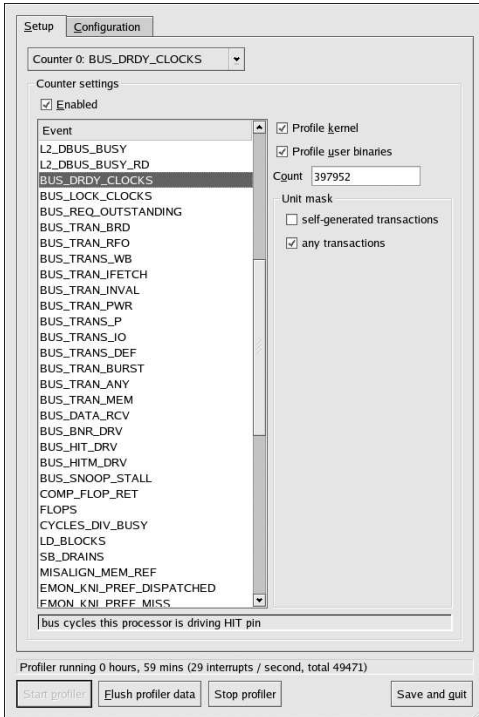 Setup
Configuration
Counter 0: BUS_DRDY_CLOCKS
Counter settings
Enabled
Event
L2_DBUS_BUSY
L2_DBUS_BUSY_RD
BUS_DRDY_CLOCKS
BUS_LOCK_CLOCKS
BUS_REQ_OUTSTANDING
BUS_TRAN_BRD
BUS_TRAN_RFO
BUS_TRANS_WB
BUS_TRAN_IFETCH
BUS_TRAN_INVAL
BUS_TRAN_PWR
BUS_TRANS_P
BUS_TRANS_IO
BUS_TRANS_DEF
BUS_TRAN_BURST
BUS_TRAN_ANY
BUS_TRAN_MEM
BUS_DATA_RCV
BUS_BNR_DRV
BUS_HIT_DRV
BUS_HITM_DRV
BUS_SNOOP_STALL
COMP_FLOP_RET
FLOPS
CYCLES_DIV_BUSY
LD_BLOCKS
SB_DRAINS
MISALIGN_MEM_REF
EMON_KNI_PREF_DISPATCHED
EMON_KNI_PREF_MISS
Profile kernel
Profile user binaries
Count 397952
Unit mask
self-generated transactions
any transactions
bus cycles this processor is driving HIT pin
Profiler running 0 hours, 59 mins (29 interrupts / second, total 49471)
Start profiler
Flush profiler data
Stop profiler
Save and quit